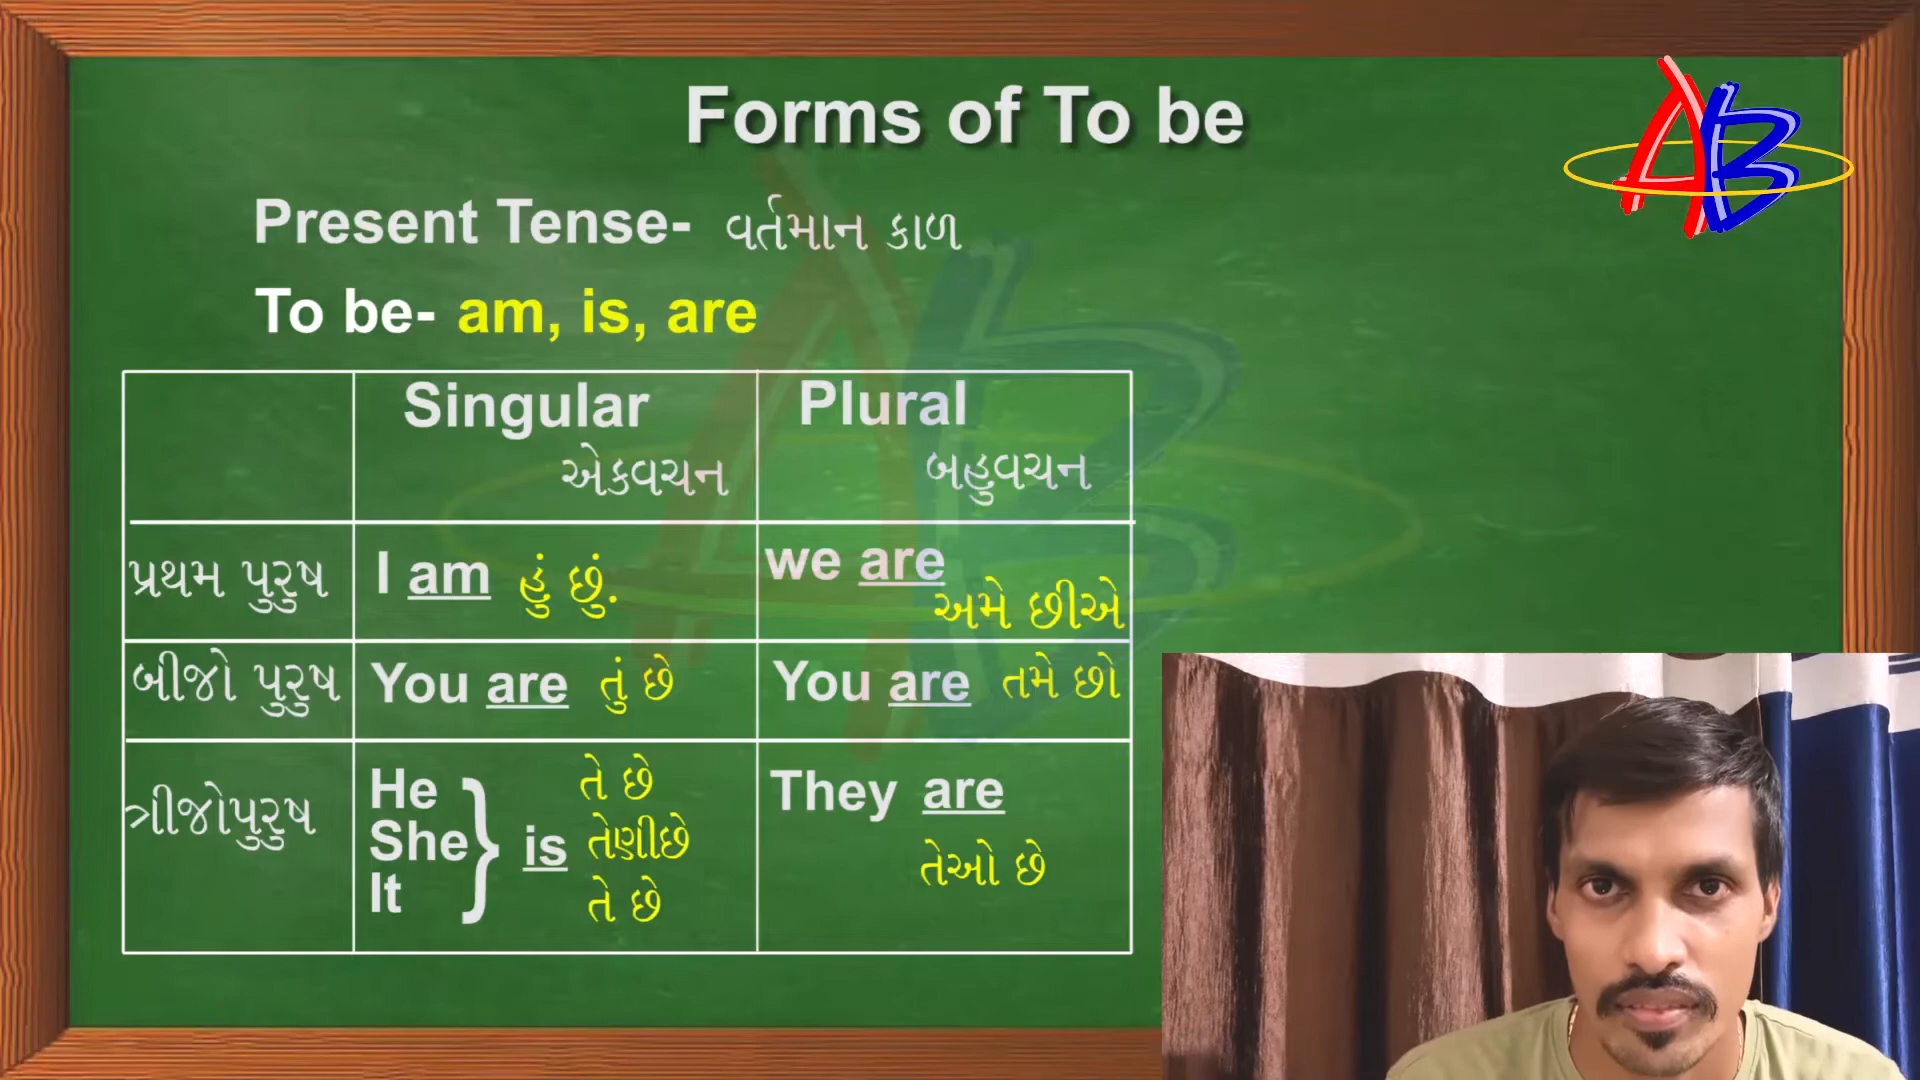 Forms of To be
AB
Present Tense- વર્તમાન કાળ
To be- am, is, are
Singular Plural
એકવચન બહુવચન
પ્રથમ પુરુષ I am હું છું. we are
અમે છીએ
બીજો પુરુષ You are તું છે You are તમે છો
He તે છે They are
ત્રીજોપુરુષ She } is તેણીછે
It તે છે તેઓ છે